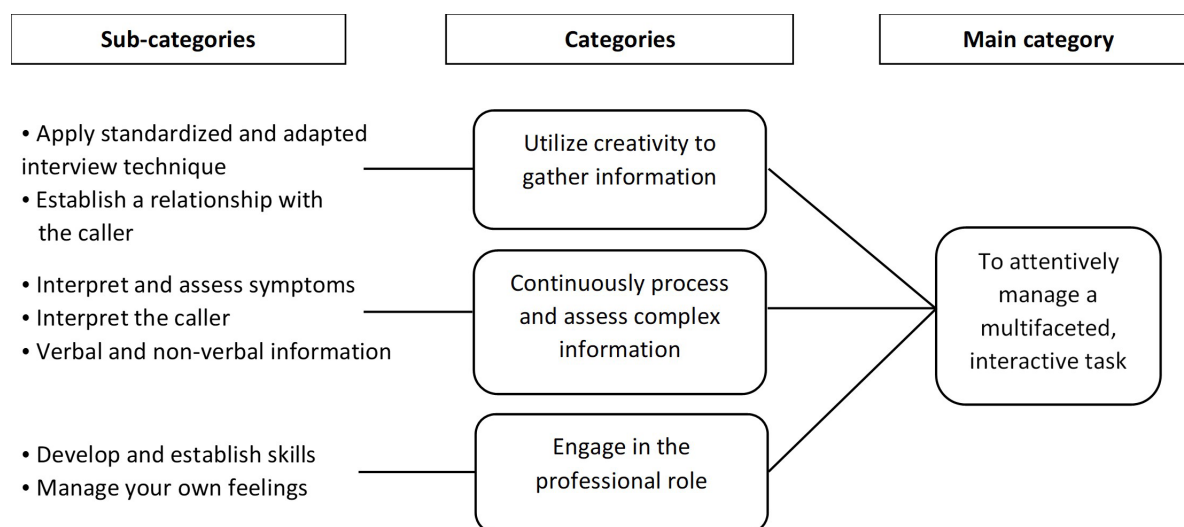 Sub-categories
Categories
Main category
• Apply standardized and adapted
interview technique
• Establish a relationship with
the caller
Utilize creativity to
gather information
• Interpret and assess symptoms
• Interpret the caller
• Verbal and non-verbal information
Continuously process
and assess complex
information
• Develop and establish skills
• Manage your own feelings
Engage in the
professional role
To attentively
manage a
multifaceted,
interactive task